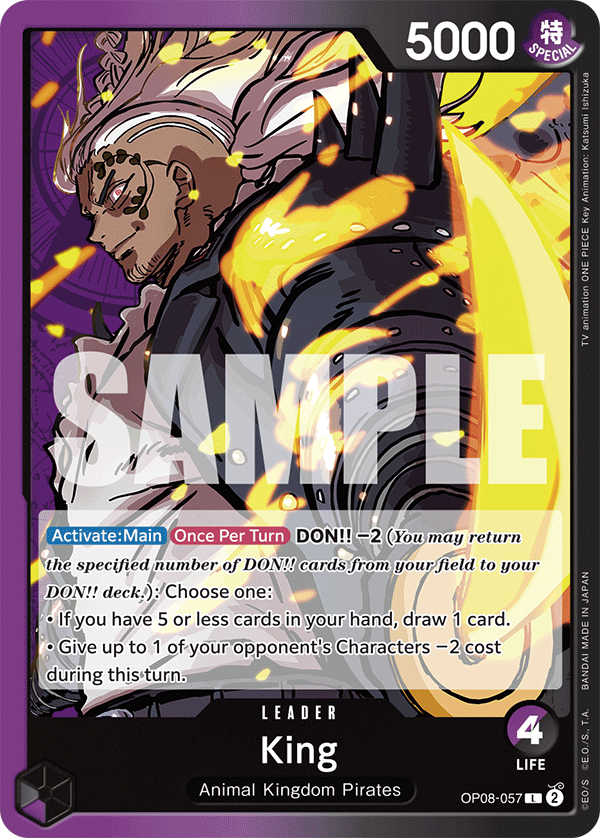 5000
特
SPECIAL
TV animation ONE PIECE Key Animation: Katsumi Ishizuka
SAMPLE
Activate:Main Once Per Turn DON!! −2 (You may return
the specified number of DON!! cards from your field to your
DON!! deck.): Choose one:
• If you have 5 or less cards in your hand, draw 1 card.
• Give up to 1 of your opponent's Characters −2 cost
during this turn.
LEADER
King
4
LIFE
Animal Kingdom Pirates
OP08-057 L 2
©EO/S ©E.O./S., T.A. BANDAI MADE IN JAPAN